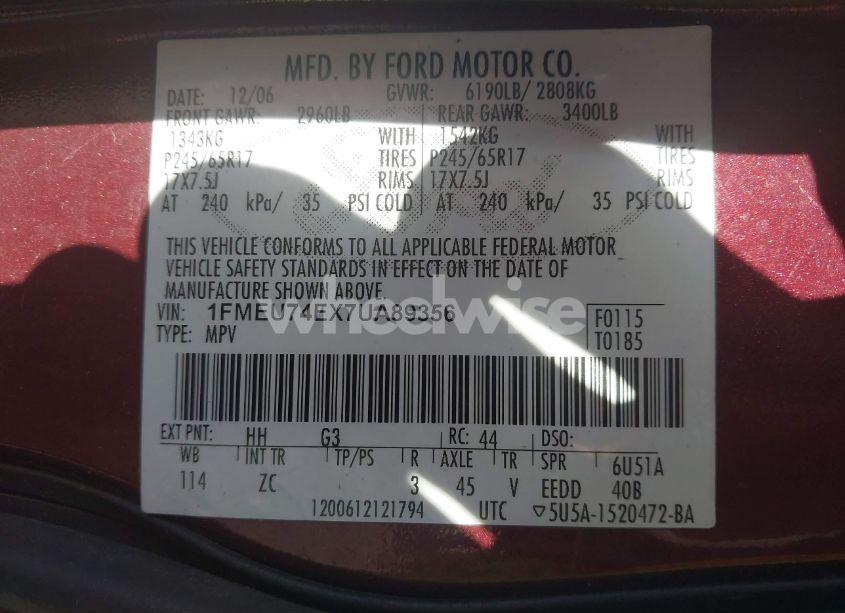 MFD. BY FORD MOTOR CO.
DATE: 12/06 GVWR: 6190LB/ 2808KG
FRONT GAWR: 2960LB REAR GAWR: 3400LB
1343KG WITH 1542KG WITH
P245/65R17 TIRES P245/65R17 TIRES
17X7.5J RIMS 17X7.5J RIMS
AT 240 kPa/ 35 PSI COLD AT 240 kPa/ 35 PSI COLD
THIS VEHICLE CONFORMS TO ALL APPLICABLE FEDERAL MOTOR
VEHICLE SAFETY STANDARDS IN EFFECT ON THE DATE OF
MANUFACTURE SHOWN ABOVE.
wheelwise
VIN: 1FMEU74EX7UA89356 F0115
TYPE: MPV T0185
EXT PNT: HH G3 RC: 44 DSO:
WB INT TR TP/PS R AXLE TR SPR 6U51A
114 ZC 3 45 V EEDD 40B
1200612121794 UTC ▽5U5A-1520472-BA